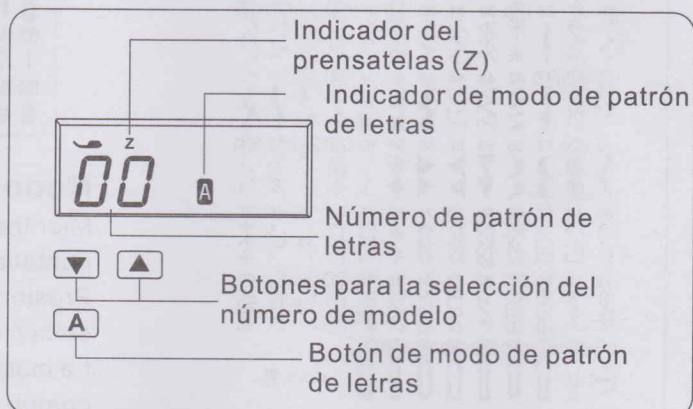 Indicador del
prensatelas (Z)
Indicador de modo de patrón
de letras
Z
00 A
Número de patrón de
letras
▼ ▲
Botones para la selección del
número de modelo
A
Botón de modo de patrón
de letras